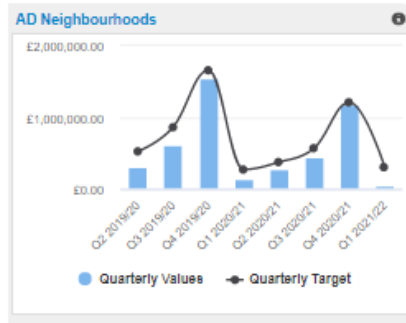 AD Neighbourhoods
£2,000,000.00
£1,000,000.00
£0.00
Q2 2019/20
Q3 2019/20
Q4 2019/20
Q1 2020/21
Q2 2020/21
Q3 2020/21
Q4 2020/21
Q1 2021/22
Quarterly Values
Quarterly Target